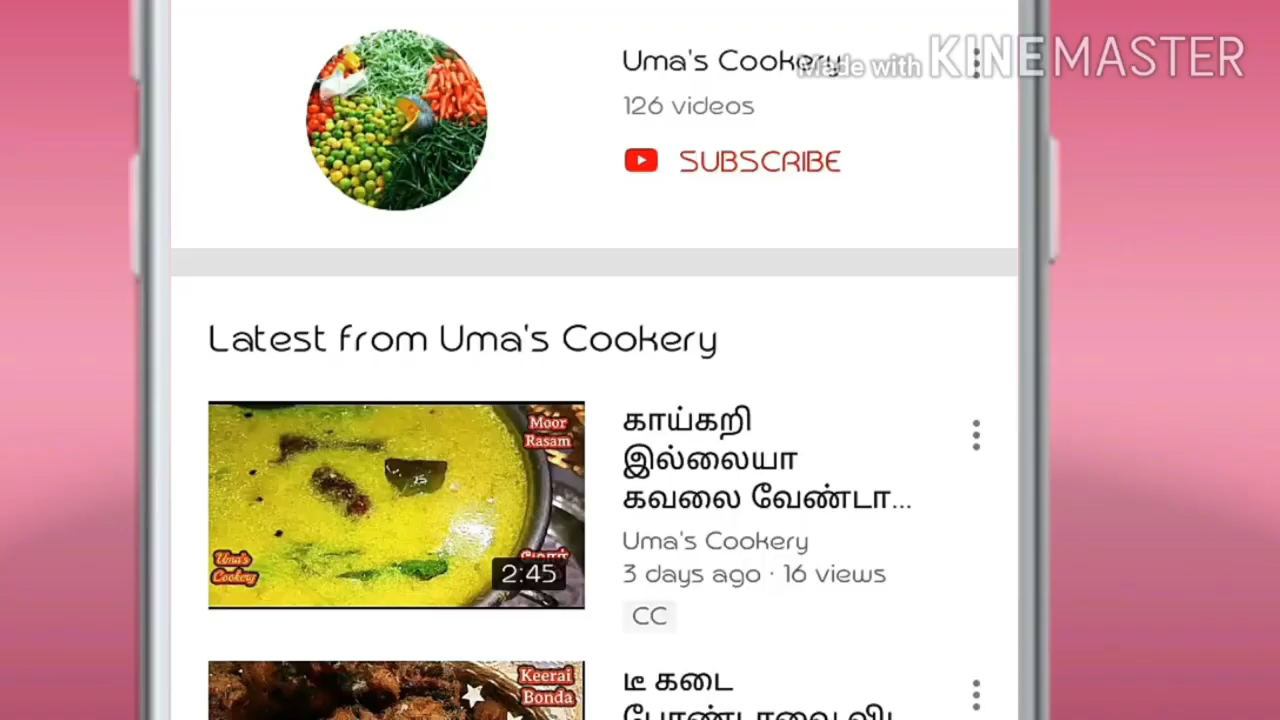 Uma's Cookery
Made with KINEMASTER
126 videos
SUBSCRIBE
Latest from Uma's Cookery
Moor
Rasam
Uma's
Cookery
மோர்
2:45
காய்கறி
இல்லையா
கவலை வேண்டா...
Uma's Cookery
3 days ago · 16 views
CC
Keerai
Bonda
டீ கடை